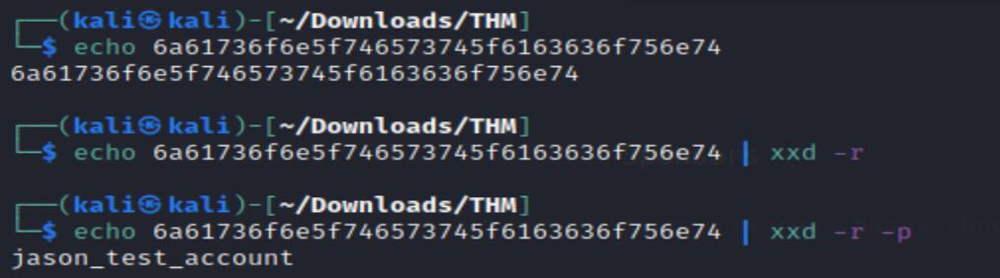 ┌──(kali㉿kali)-[~/Downloads/THM]
└─$ echo 6a61736f6e5f746573745f6163636f756e74
6a61736f6e5f746573745f6163636f756e74
┌──(kali㉿kali)-[~/Downloads/THM]
└─$ echo 6a61736f6e5f746573745f6163636f756e74 | xxd -r
┌──(kali㉿kali)-[~/Downloads/THM]
└─$ echo 6a61736f6e5f746573745f6163636f756e74 | xxd -r -p
jason_test_account